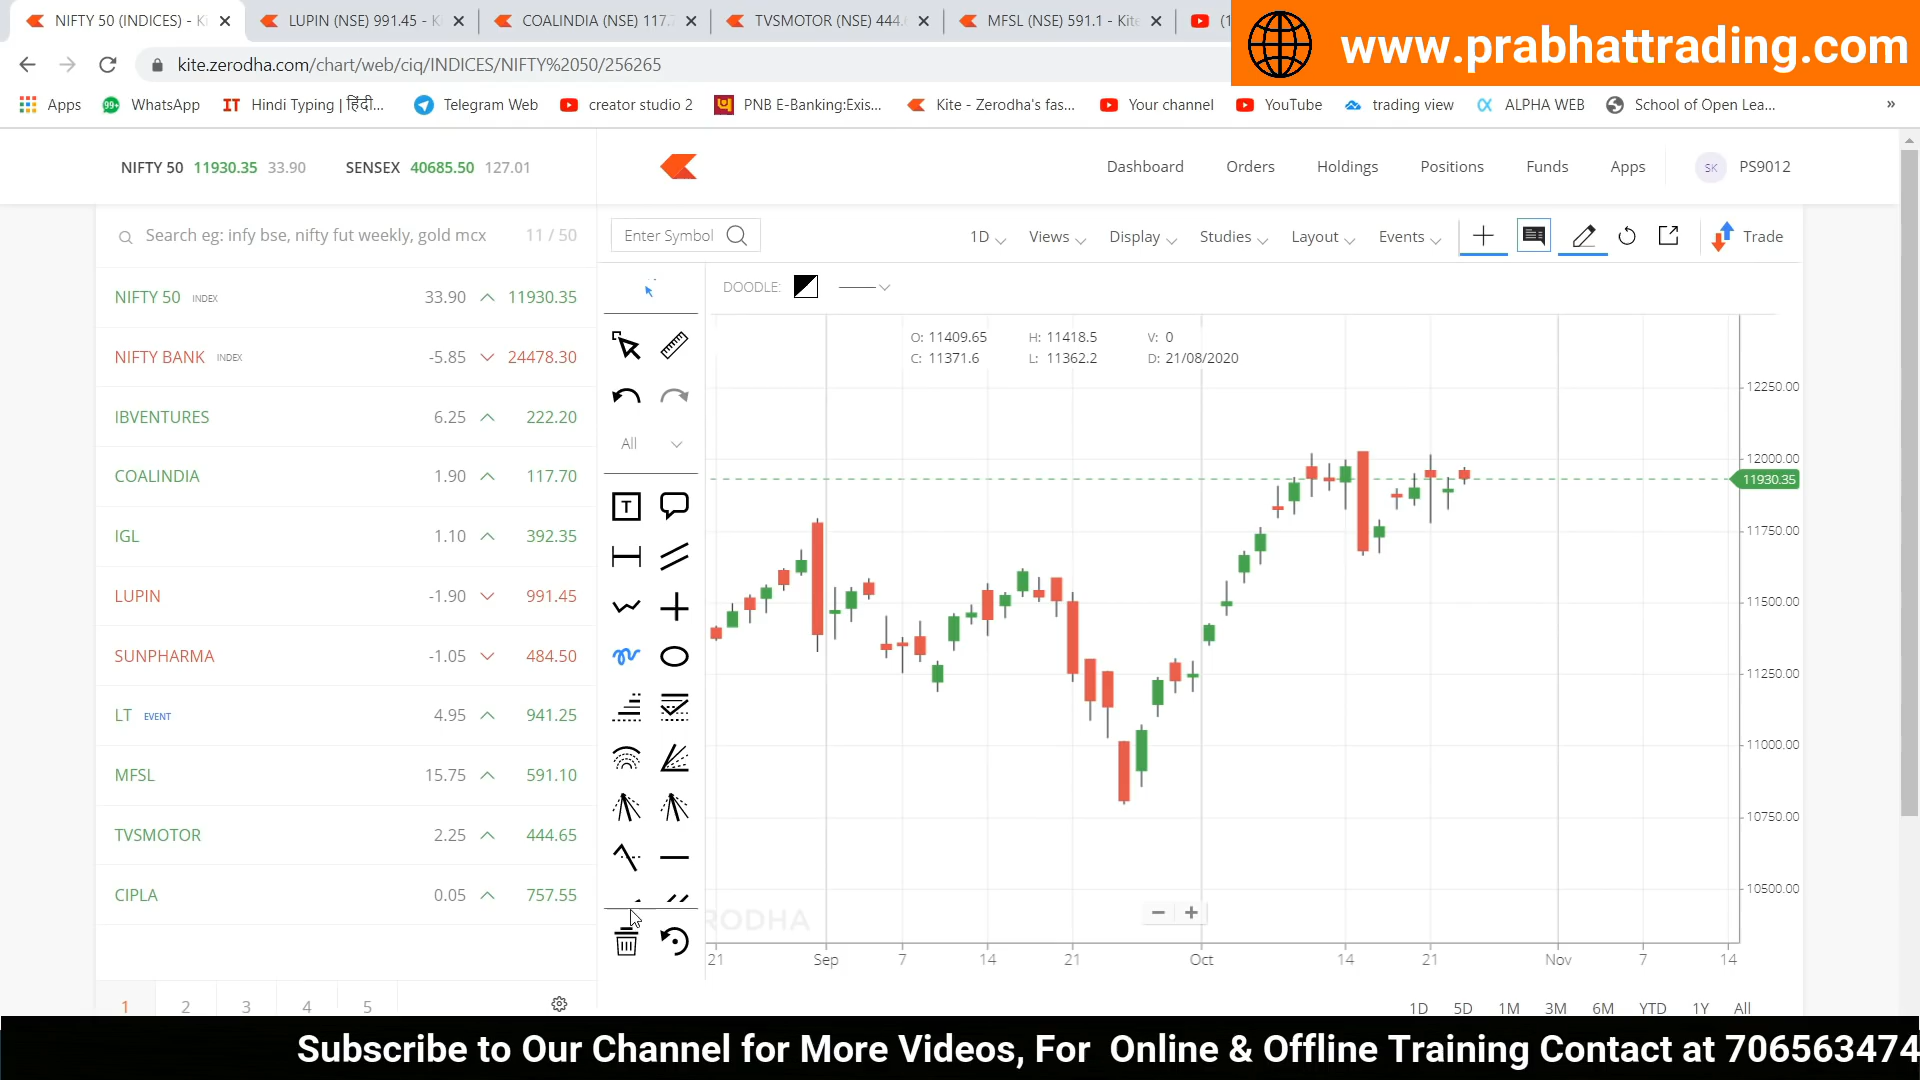 NIFTY 50 (INDICES) - Ki
LUPIN (NSE) 991.45 - K
COALINDIA (NSE) 117.7
TVSMOTOR (NSE) 444.
MFSL (NSE) 591.1 - Kite
(1
www.prabhattrading.com
kite.zerodha.com/chart/web/ciq/INDICES/NIFTY%2050/256265
Apps
99+
WhatsApp
IT Hindi Typing | हिंदी...
Telegram Web
creator studio 2
PNB E-Banking:Exis...
Kite - Zerodha's fas...
Your channel
YouTube
trading view
ALPHA WEB
School of Open Lea...
»
NIFTY 50 11930.35 33.90
SENSEX 40685.50 127.01
Dashboard
Orders
Holdings
Positions
Funds
Apps
SK
PS9012
Search eg: infy bse, nifty fut weekly, gold mcx
11 / 50
Enter Symbol
1D
Views
Display
Studies
Layout
Events
Trade
NIFTY 50 INDEX 33.90 11930.35
NIFTY BANK INDEX -5.85 24478.30
IBVENTURES 6.25 222.20
COALINDIA 1.90 117.70
IGL 1.10 392.35
LUPIN -1.90 991.45
SUNPHARMA -1.05 484.50
LT EVENT 4.95 941.25
MFSL 15.75 591.10
TVSMOTOR 2.25 444.65
CIPLA 0.05 757.55
1 2 3 4 5
All
T
DOODLE:
O: 11409.65 H: 11418.5 V: 0
C: 11371.6 L: 11362.2 D: 21/08/2020
12250.00
12000.00
11930.35
11750.00
11500.00
11250.00
11000.00
10750.00
10500.00
RODHA
− +
21 Sep 7 14 21 Oct 14 21 Nov 7 14
1D 5D 1M 3M 6M YTD 1Y All
Subscribe to Our Channel for More Videos, For Online & Offline Training Contact at 706563474